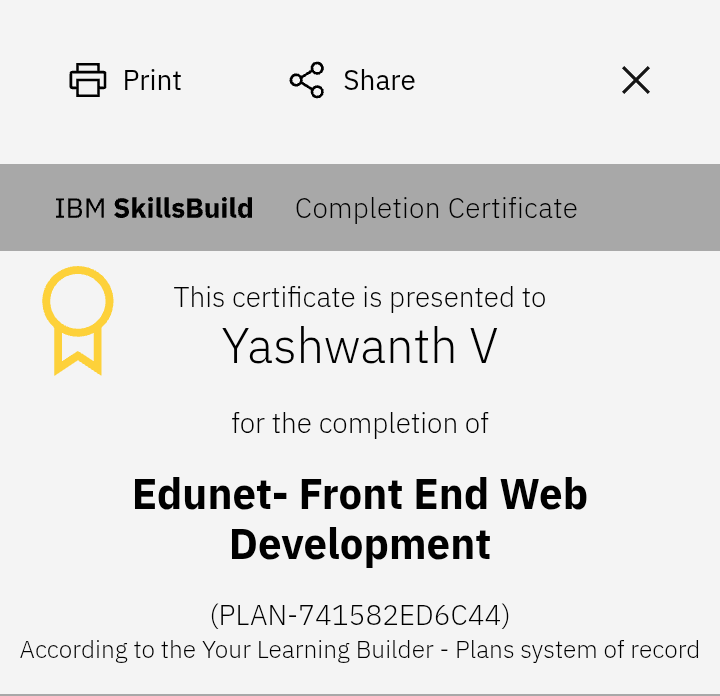 Print Share
IBM SkillsBuild Completion Certificate
This certificate is presented to
Yashwanth V
for the completion of
Edunet- Front End Web
Development
(PLAN-741582ED6C44)
According to the Your Learning Builder - Plans system of record